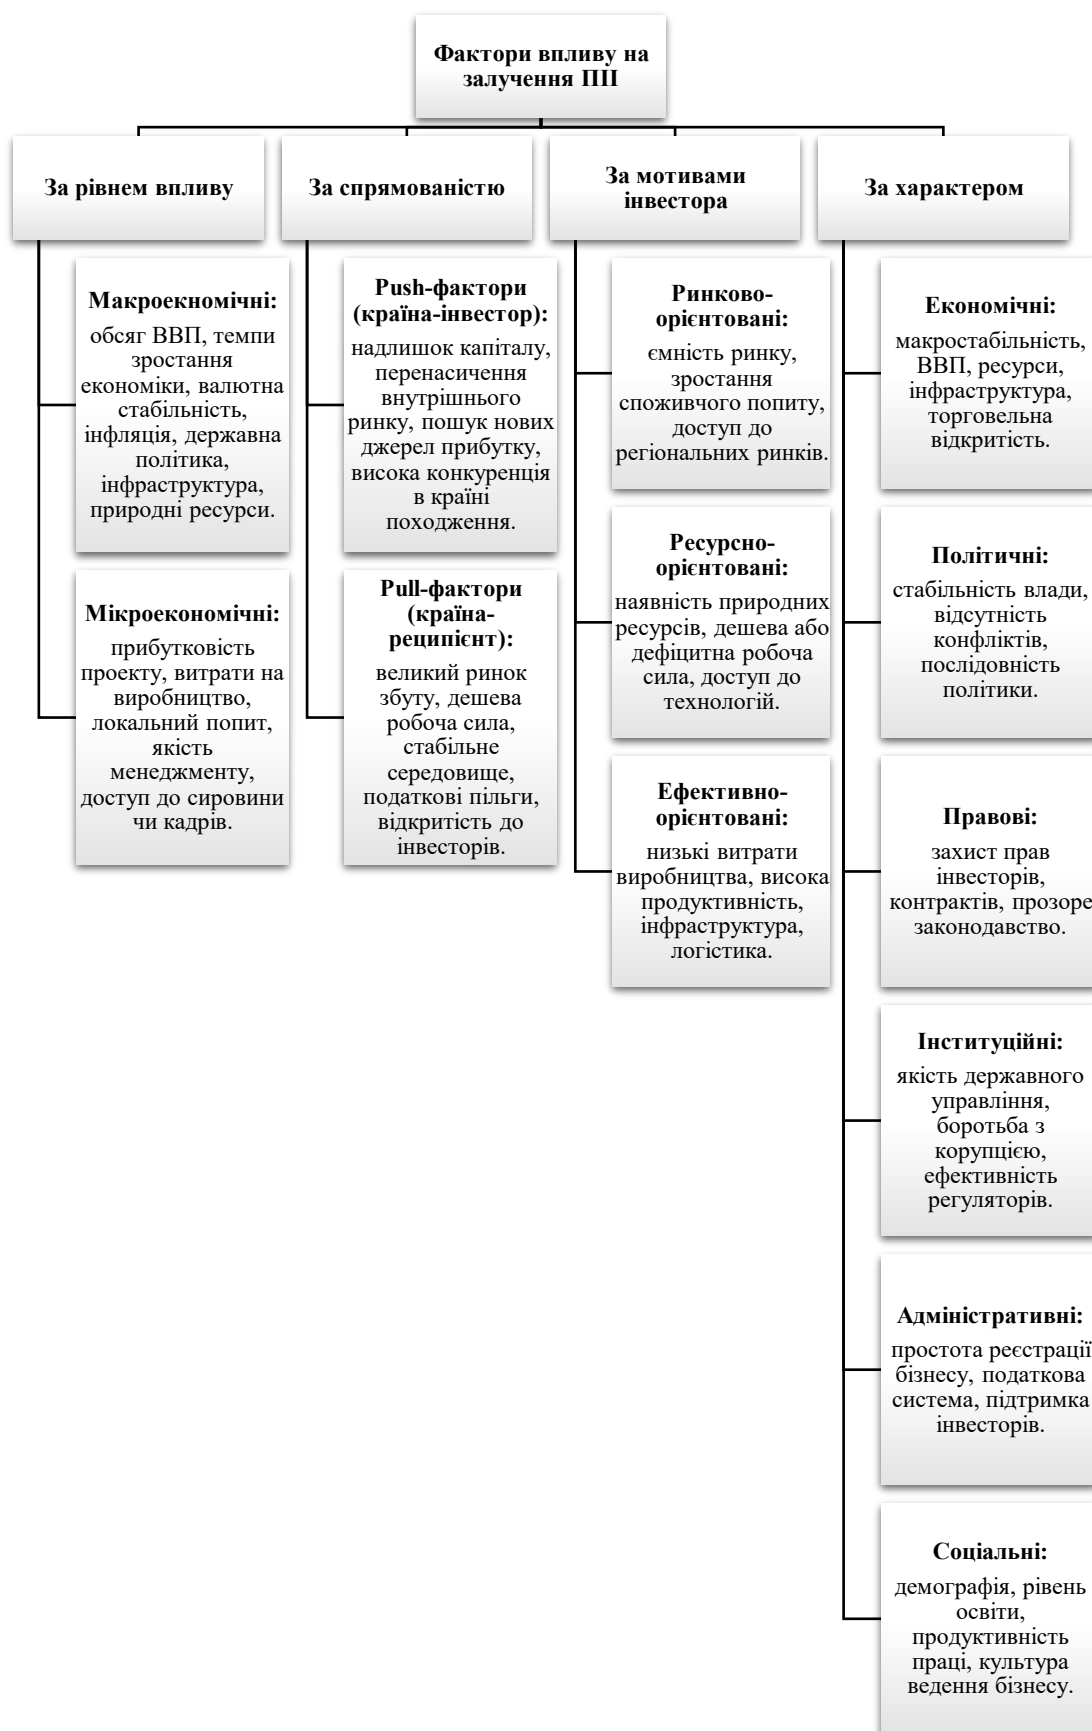 Фактори впливу на
залучення ПІІ
За рівнем впливу
Макроекномічні:
обсяг ВВП, темпи
зростання
економіки, валютна
стабільність,
інфляція, державна
політика,
інфраструктура,
природні ресурси.
Мікроекономічні:
прибутковість
проекту, витрати на
виробництво,
локальний попит,
якість
менеджменту,
доступ до сировини
чи кадрів.
За спрямованістю
Push-фактори
(країна-інвестор):
надлишок капіталу,
перенасичення
внутрішнього
ринку, пошук нових
джерел прибутку,
висока конкуренція
в країні
походження.
Pull-фактори
(країна-
реципієнт):
великий ринок
збуту, дешева
робоча сила,
стабільне
середовище,
податкові пільги,
відкритість до
інвесторів.
За мотивами
інвестора
Ринково-
орієнтовані:
ємність ринку,
зростання
споживчого попиту,
доступ до
регіональних ринків.
Ресурсно-
орієнтовані:
наявність природних
ресурсів, дешева або
дефіцитна робоча
сила, доступ до
технологій.
Ефективно-
орієнтовані:
низькі витрати
виробництва, висока
продуктивність,
інфраструктура,
логістика.
За характером
Економічні:
макростабільність,
ВВП, ресурси,
інфраструктура,
торговельна
відкритість.
Політичні:
стабільність влади,
відсутність
конфліктів,
послідовність
політики.
Правові:
захист прав
інвесторів,
контрактів, прозоре
законодавство.
Інституційні:
якість державного
управління,
боротьба з
корупцією,
ефективність
регуляторів.
Адміністративні:
простота реєстрації
бізнесу, податкова
система, підтримка
інвесторів.
Соціальні:
демографія, рівень
освіти,
продуктивність
праці, культура
ведення бізнесу.